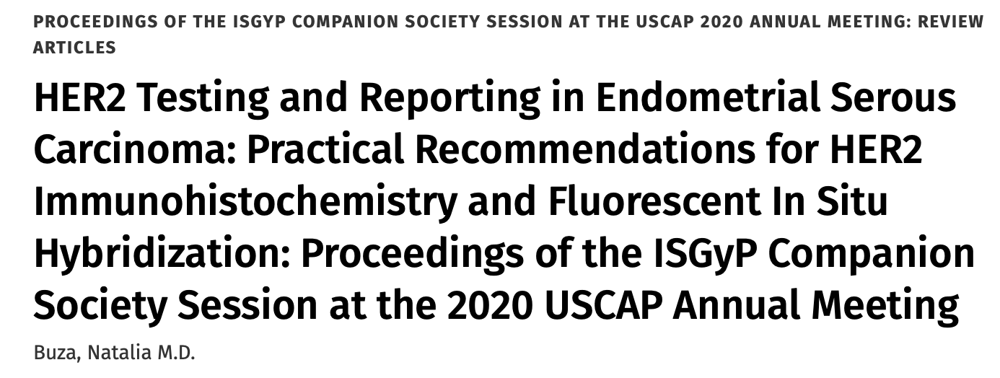 PROCEEDINGS OF THE ISGYP COMPANION SOCIETY SESSION AT THE USCAP 2020 ANNUAL MEETING: REVIEW
ARTICLES
HER2 Testing and Reporting in Endometrial Serous
Carcinoma: Practical Recommendations for HER2
Immunohistochemistry and Fluorescent In Situ
Hybridization: Proceedings of the ISGyP Companion
Society Session at the 2020 USCAP Annual Meeting
Buza, Natalia M.D.